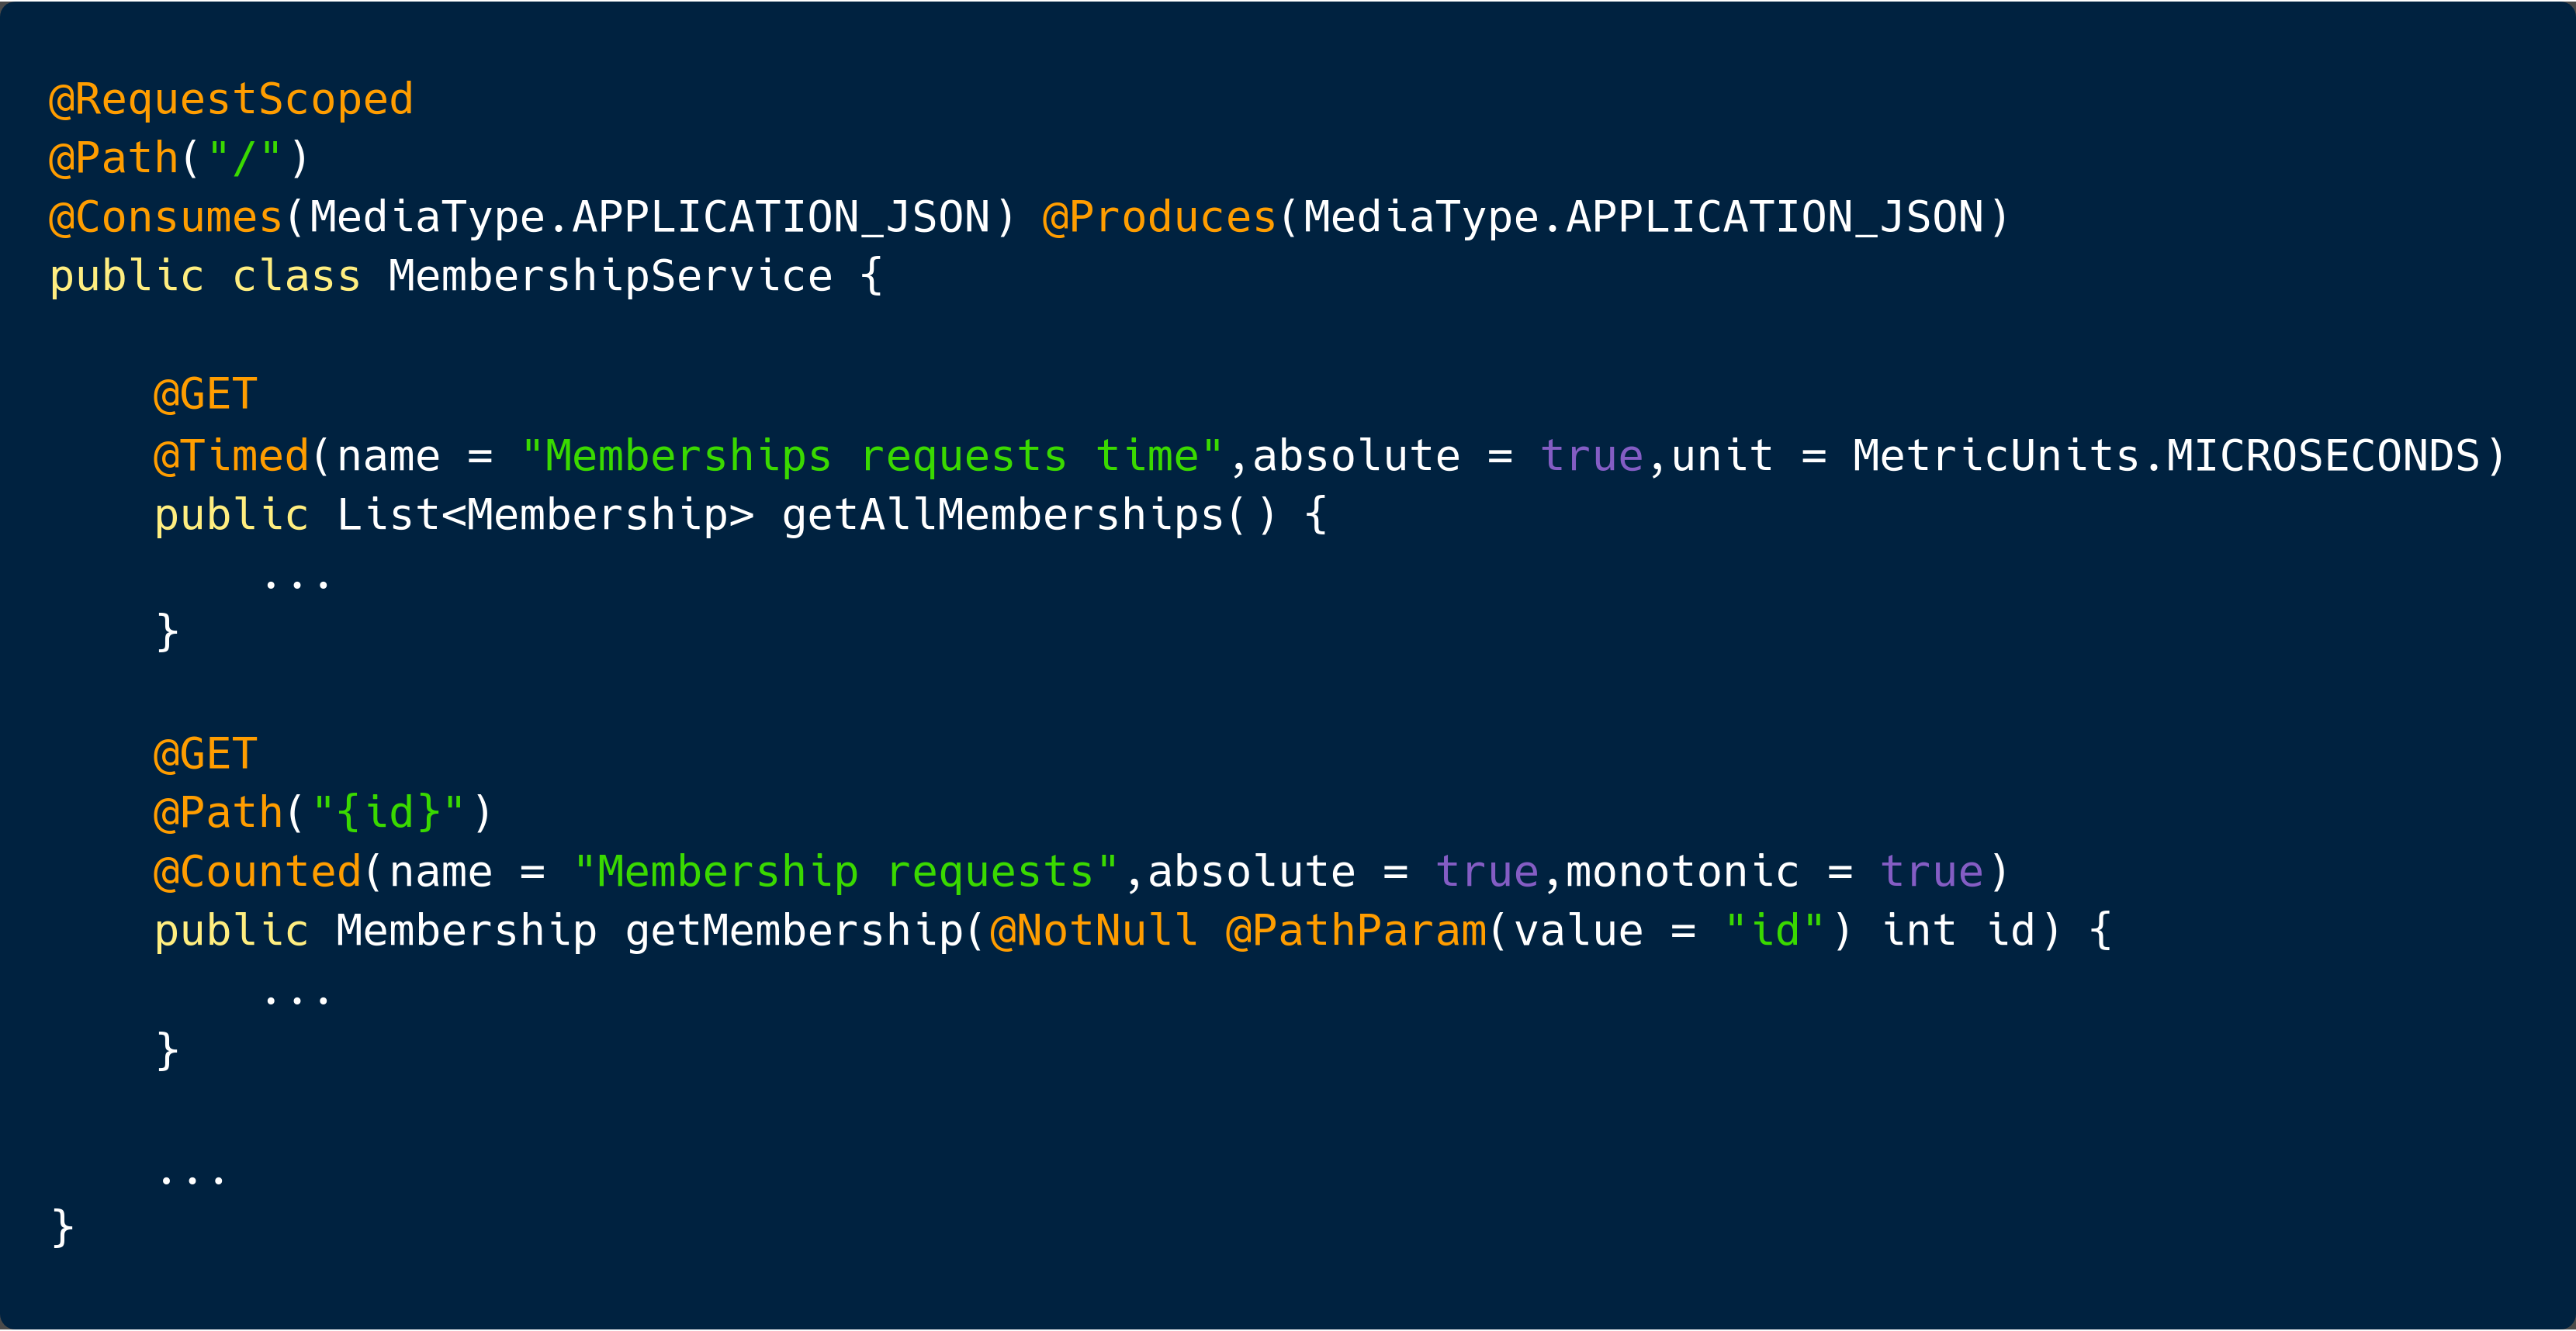 @RequestScoped
@Path("/")
@Consumes(MediaType.APPLICATION_JSON) @Produces(MediaType.APPLICATION_JSON)
public class MembershipService {
@GET
@Timed(name = "Memberships requests time",absolute = true,unit = MetricUnits.MICROSECONDS)
public List<Membership> getAllMemberships() {
...
}
@GET
@Path("{id}")
@Counted(name = "Membership requests",absolute = true,monotonic = true)
public Membership getMembership(@NotNull @PathParam(value = "id") int id) {
...
}
...
}